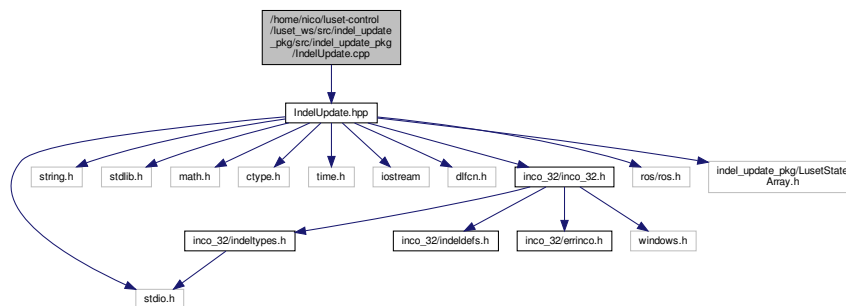 /home/nico/luset-control
/luset_ws/src/indel_update
_pkg/src/indel_update_pkg
/IndelUpdate.cpp
IndelUpdate.hpp
string.h
stdlib.h
math.h
ctype.h
time.h
iostream
dlfcn.h
inco_32/inco_32.h
ros/ros.h
indel_update_pkg/LusetState
Array.h
inco_32/indeltypes.h
inco_32/indeldefs.h
inco_32/errinco.h
windows.h
stdio.h